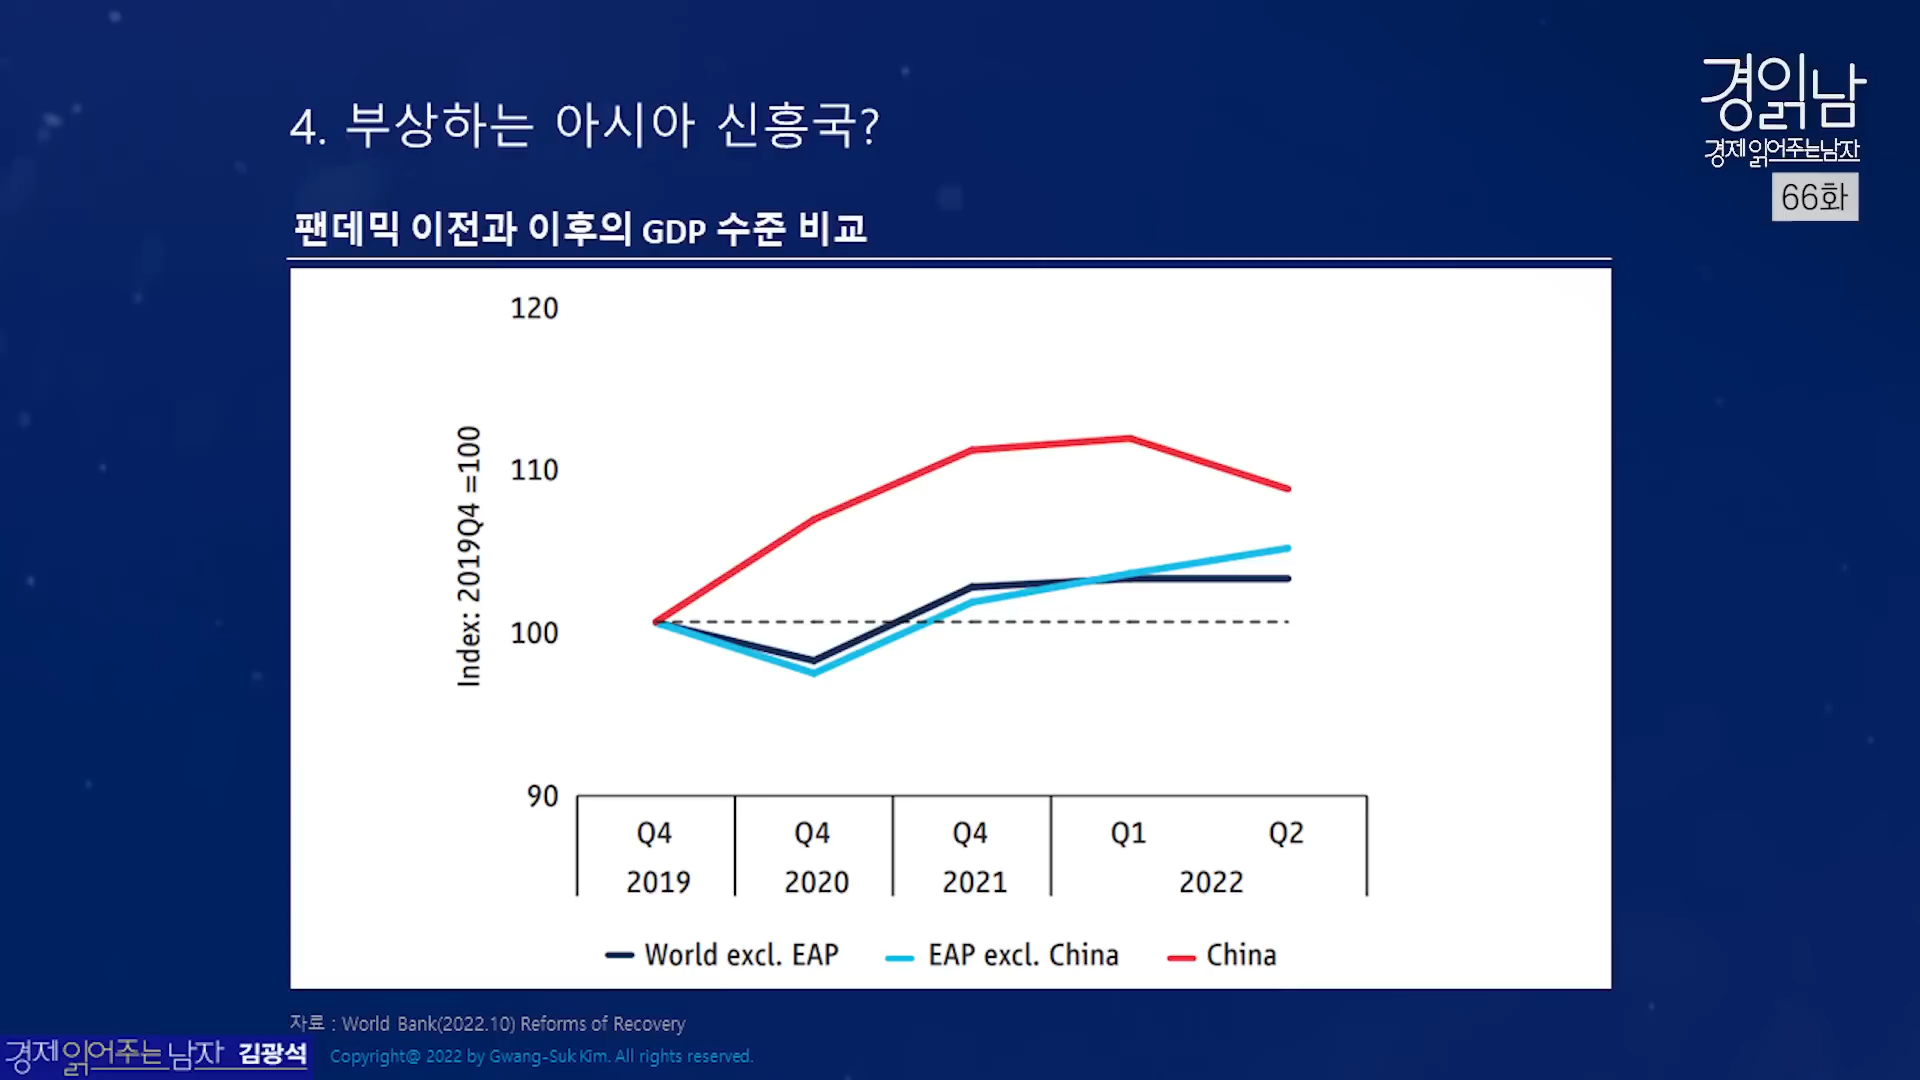 4. 부상하는 아시아 신흥국?
경읽남
경제 읽어주는남자
66화
팬데믹 이전과 이후의 GDP 수준 비교
Index: 2019Q4 =100
120
110
100
90
Q4 Q4 Q4 Q1 Q2
2019 2020 2021 2022
World excl. EAP EAP excl. China China
자료 : World Bank(2022.10) Reforms of Recovery
경제 읽어주는 남자 김광석
Copyright@ 2022 by Gwang-Suk Kim. All rights reserved.